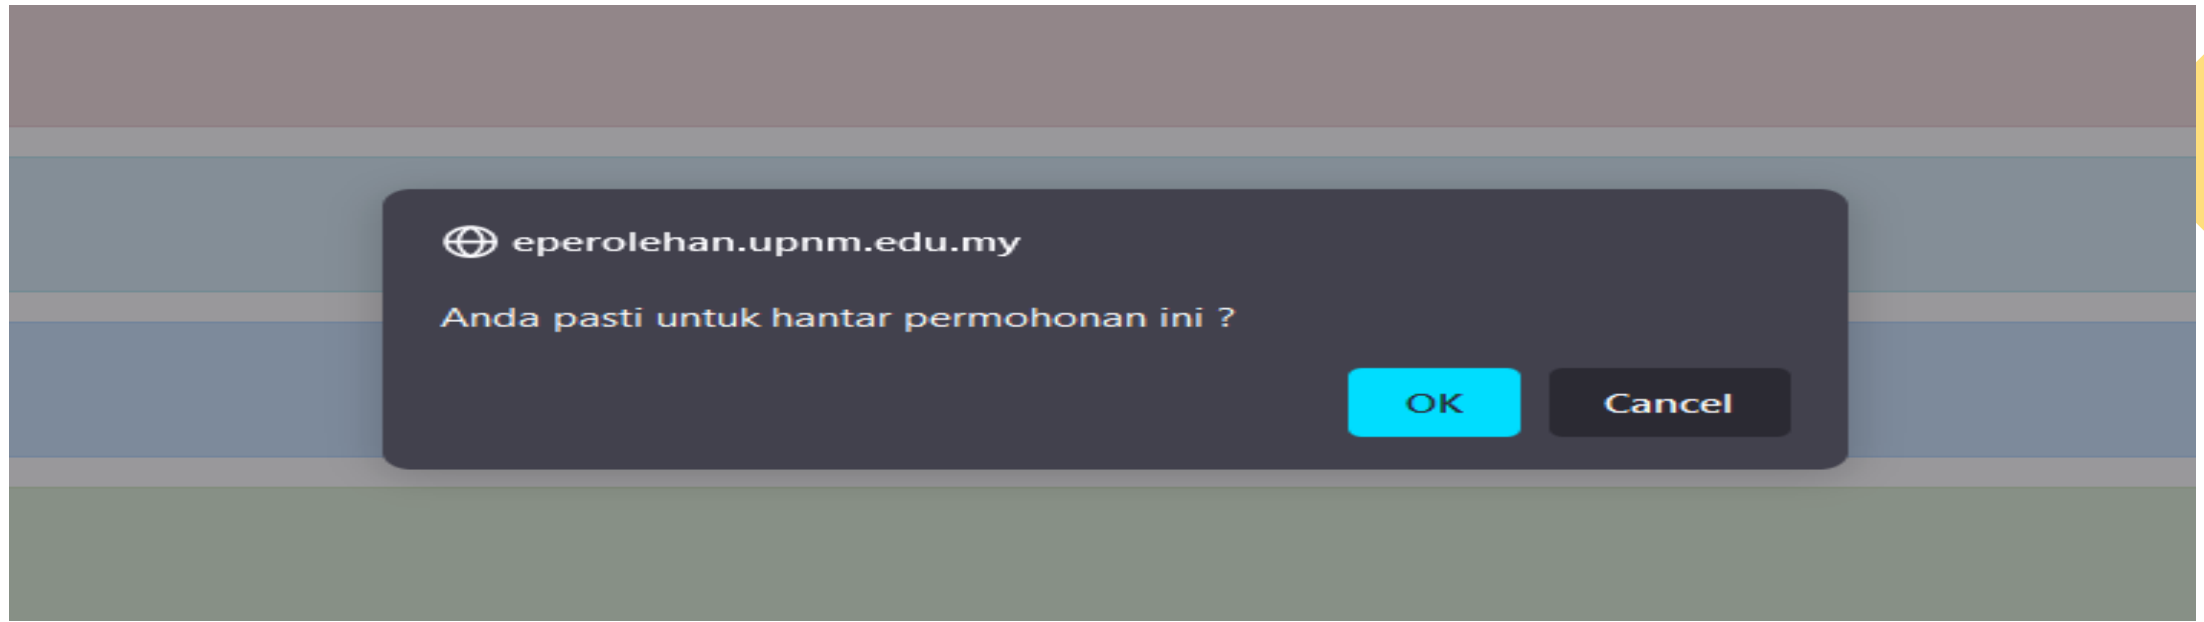 eperolehan.upnm.edu.my
Anda pasti untuk hantar permohonan ini ?
OK Cancel